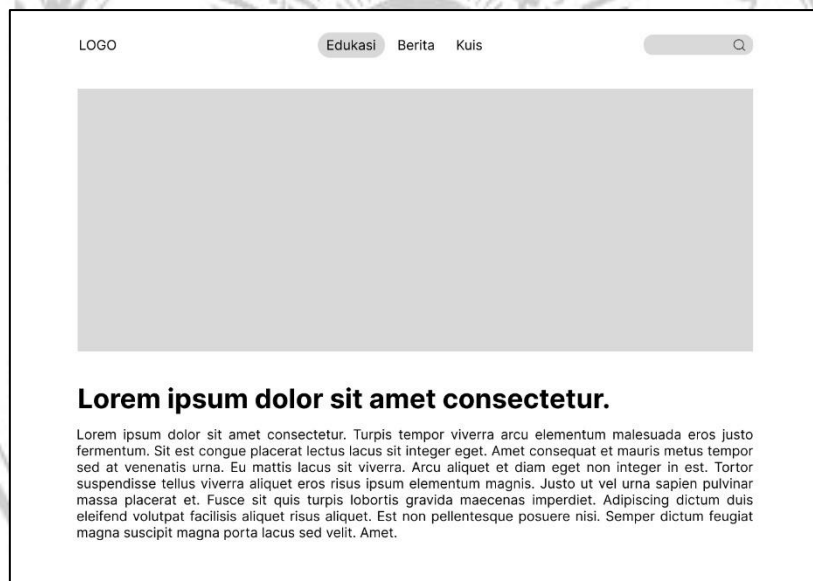 LOGO Edukasi Berita Kuis
Lorem ipsum dolor sit amet consectetur.
Lorem ipsum dolor sit amet consectetur. Turpis tempor viverra arcu elementum malesuada eros justo
fermentum. Sit est congue placerat lectus lacus sit integer eget. Amet consequat et mauris metus tempor
sed at venenatis urna. Eu mattis lacus sit viverra. Arcu aliquet et diam eget non integer in est. Tortor
suspendisse tellus viverra aliquet eros risus ipsum elementum magnis. Justo ut vel urna sapien pulvinar
massa placerat et. Fusce sit quis turpis lobortis gravida maecenas imperdiet. Adipiscing dictum duis
eleifend volutpat facilisis aliquet risus aliquet. Est non pellentesque posuere nisi. Semper dictum feugiat
magna suscipit magna porta lacus sed velit. Amet.